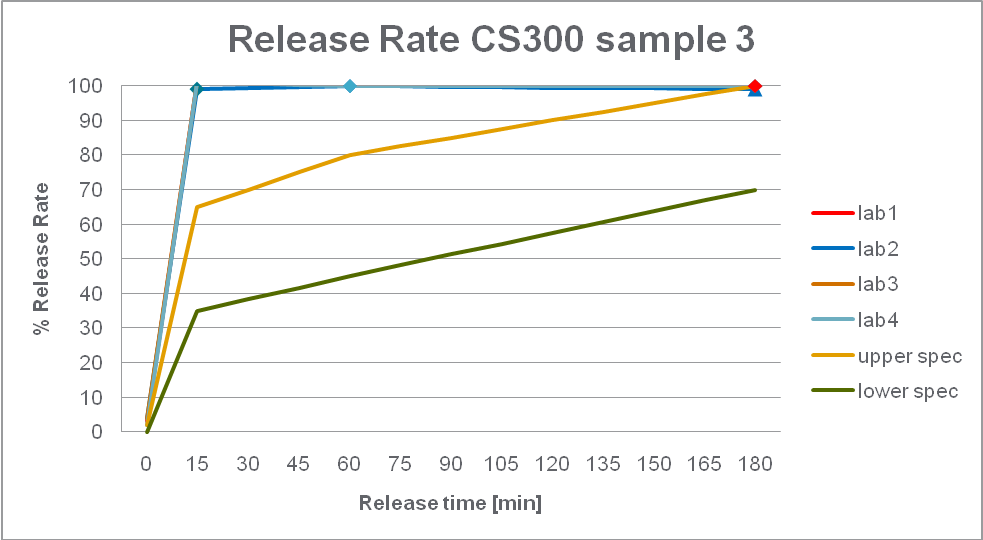 Release Rate CS300 sample 3
% Release Rate
100
90
80
70
60
50
40
30
20
10
0
0 15 30 45 60 75 90 105 120 135 150 165 180
Release time [min]
lab1
lab2
lab3
lab4
upper spec
lower spec